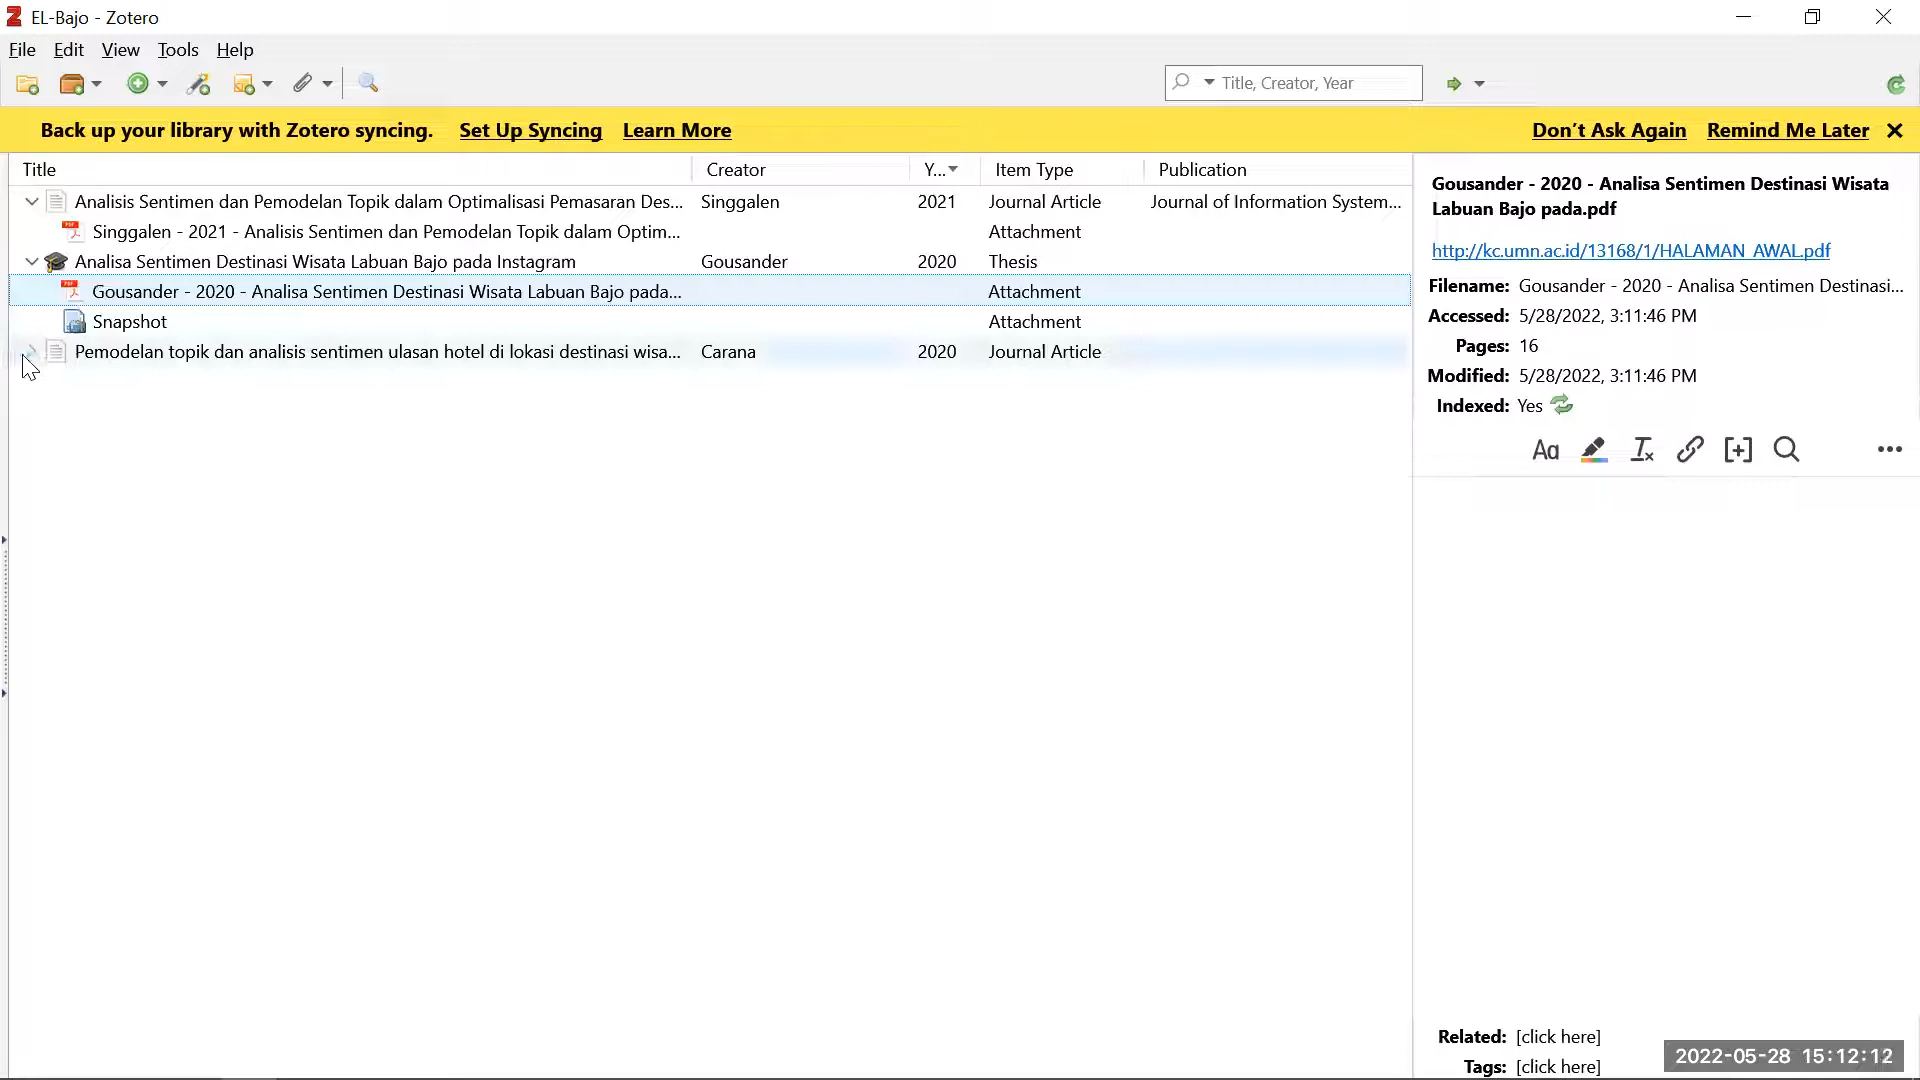 EL-Bajo - Zotero
File Edit View Tools Help
Title, Creator, Year
Back up your library with Zotero syncing. Set Up Syncing Learn More Don't Ask Again Remind Me Later
Title Creator Y... Item Type Publication
Analisis Sentimen dan Pemodelan Topik dalam Optimalisasi Pemasaran Des... Singgalen 2021 Journal Article Journal of Information System...
Singgalen - 2021 - Analisis Sentimen dan Pemodelan Topik dalam Optim... Attachment
Analisa Sentimen Destinasi Wisata Labuan Bajo pada Instagram Gousander 2020 Thesis
Gousander - 2020 - Analisa Sentimen Destinasi Wisata Labuan Bajo pada... Attachment
Snapshot Attachment
Pemodelan topik dan analisis sentimen ulasan hotel di lokasi destinasi wisa... Carana 2020 Journal Article
Gousander - 2020 - Analisa Sentimen Destinasi Wisata
Labuan Bajo pada.pdf
http://kc.umn.ac.id/13168/1/HALAMAN_AWAL.pdf
Filename: Gousander - 2020 - Analisa Sentimen Destinasi...
Accessed: 5/28/2022, 3:11:46 PM
Pages: 16
Modified: 5/28/2022, 3:11:46 PM
Indexed: Yes
Aa
Related: [click here]
Tags: [click here]
2022-05-28 15:12:12